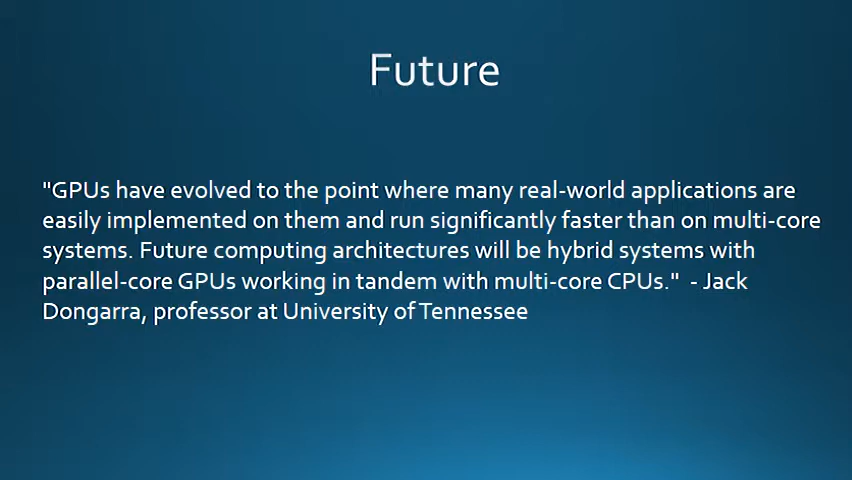 Future
"GPUs have evolved to the point where many real-world applications are
easily implemented on them and run significantly faster than on multi-core
systems. Future computing architectures will be hybrid systems with
parallel-core GPUs working in tandem with multi-core CPUs."  - Jack
Dongarra, professor at University of Tennessee